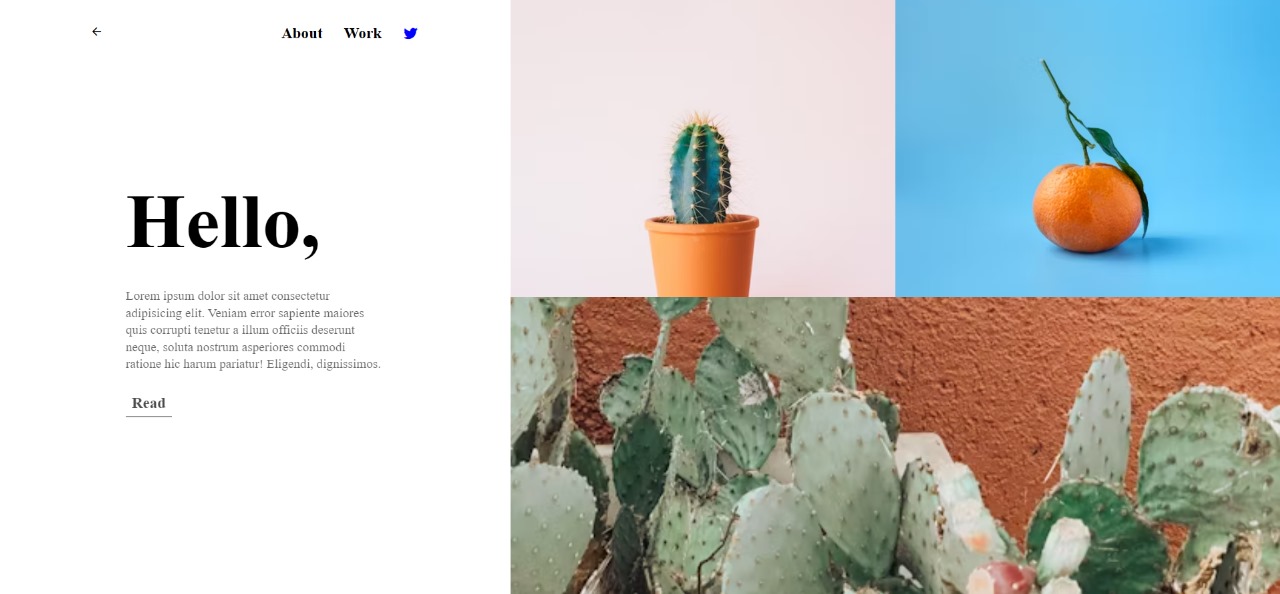 About Work
Hello,
Lorem ipsum dolor sit amet consectetur
adipisicing elit. Veniam error sapiente maiores
quis corrupti tenetur a illum officiis deserunt
neque, soluta nostrum asperiores commodi
ratione hic harum pariatur! Eligendi, dignissimos.
Read